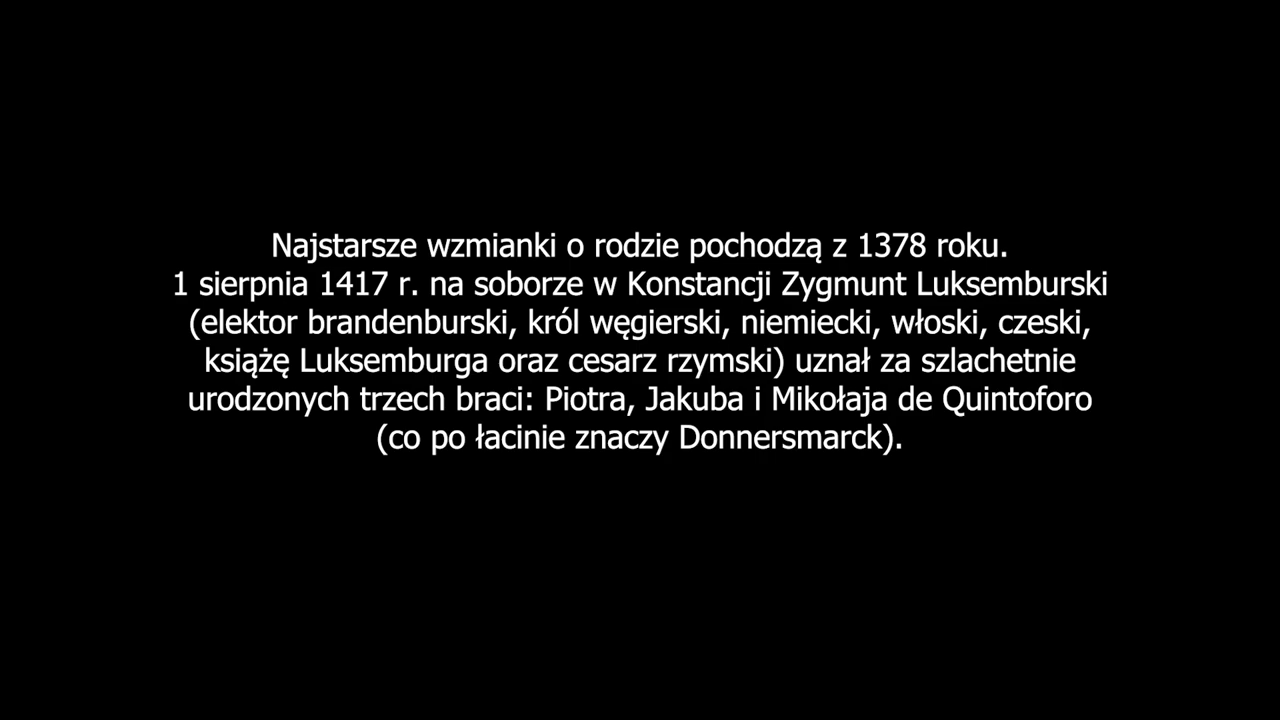 Najstarsze wzmianki o rodzie pochodzą z 1378 roku.
1 sierpnia 1417 r. na soborze w Konstancji Zygmunt Luksemburski
(elektor brandenburski, król węgierski, niemiecki, włoski, czeski,
książę Luksemburga oraz cesarz rzymski) uznał za szlachetnie
urodzonych trzech braci: Piotra, Jakuba i Mikołaja de Quintoforo
(co po łacinie znaczy Donnersmarck).